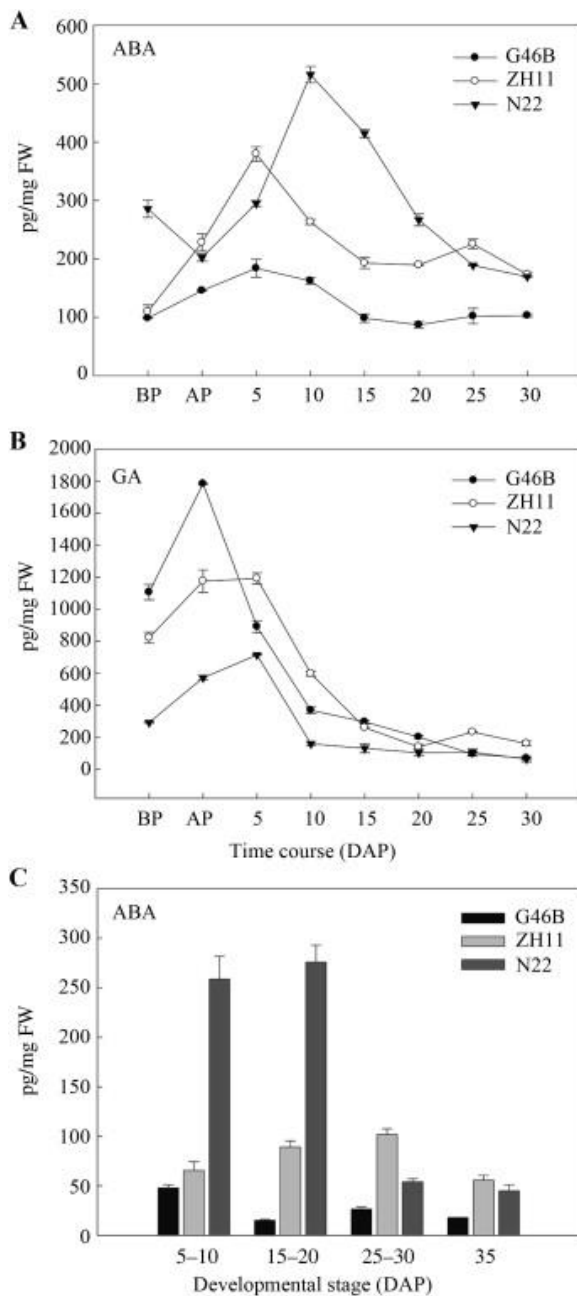 A
ABA
G46B
ZH11
N22
pg/mg FW
600
500
400
300
200
100
0
BP AP 5 10 15 20 25 30
B
GA
G46B
ZH11
N22
pg/mg FW
2000
1800
1600
1400
1200
1000
800
600
400
200
0
BP AP 5 10 15 20 25 30
Time course (DAP)
C
ABA
G46B
ZH11
N22
pg/mg FW
350
300
250
200
150
100
50
0
5–10 15–20 25–30 35
Developmental stage (DAP)